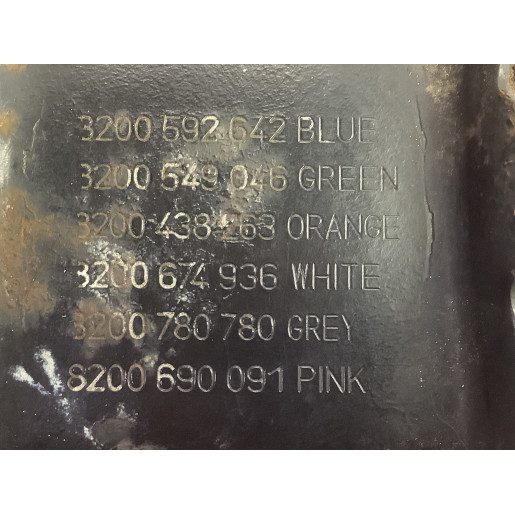 8200 592 642 BLUE
8200 549 046 GREEN
8200 438 263 ORANGE
8200 674 936 WHITE
8200 780 780 GREY
8200 690 091 PINK